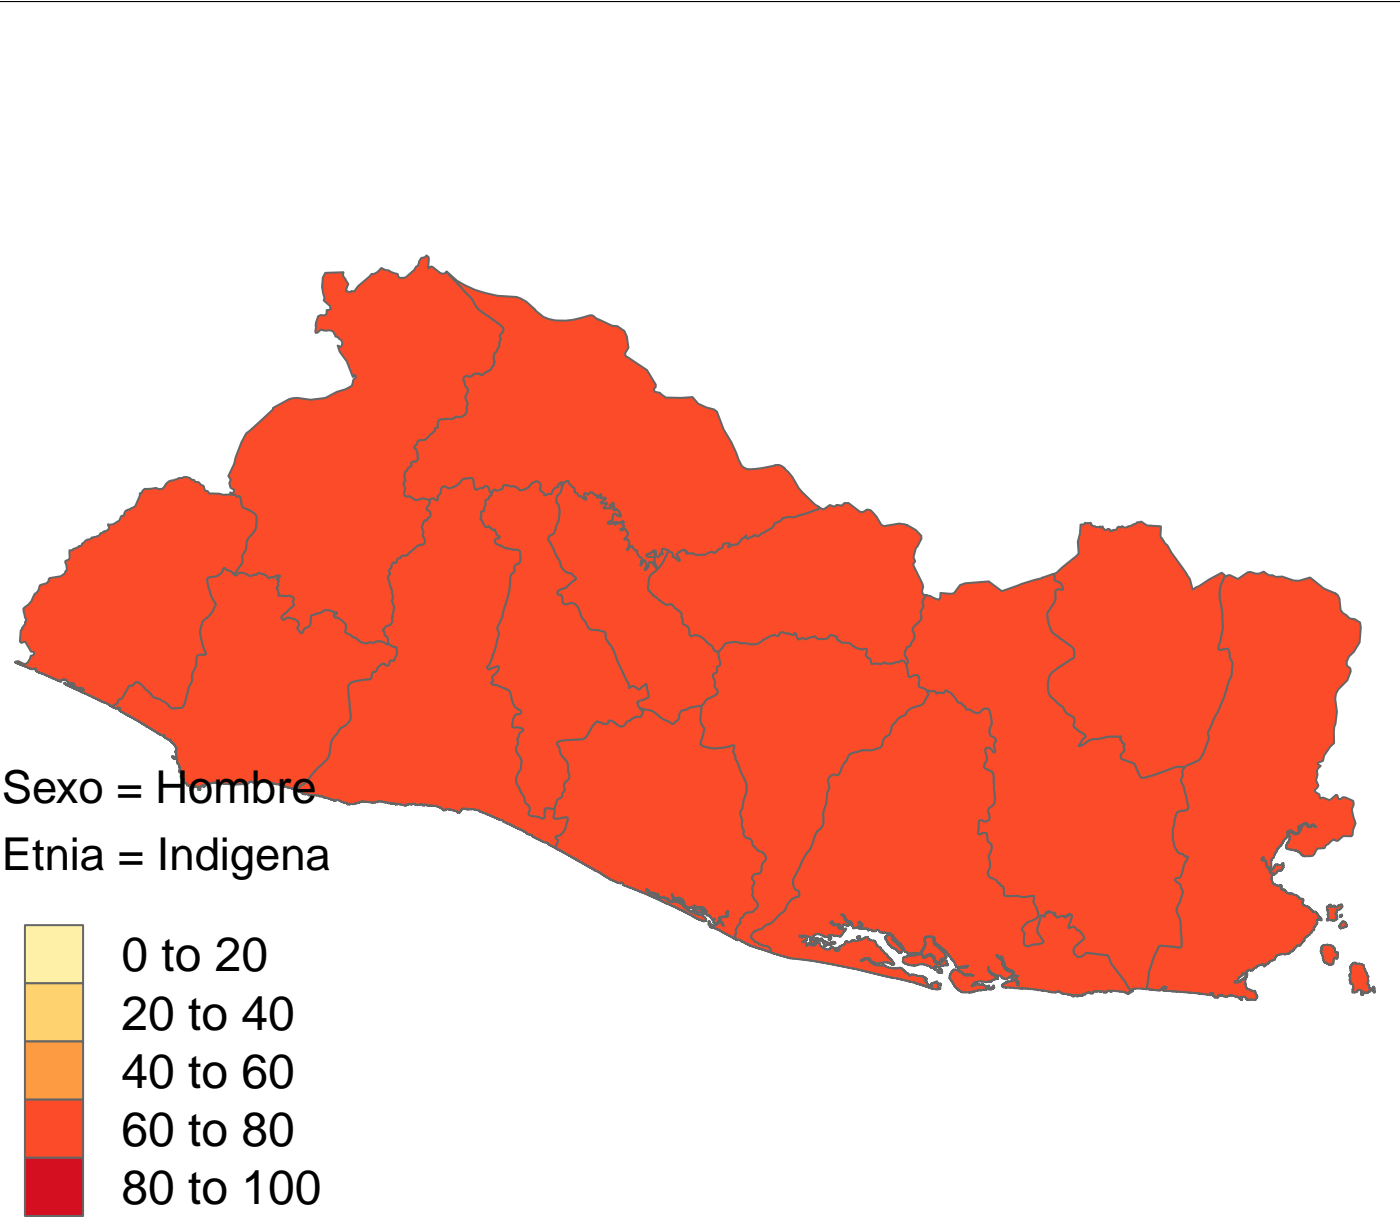 Sexo = Hombre
Etnia = Indigena
0 to 20
20 to 40
40 to 60
60 to 80
80 to 100